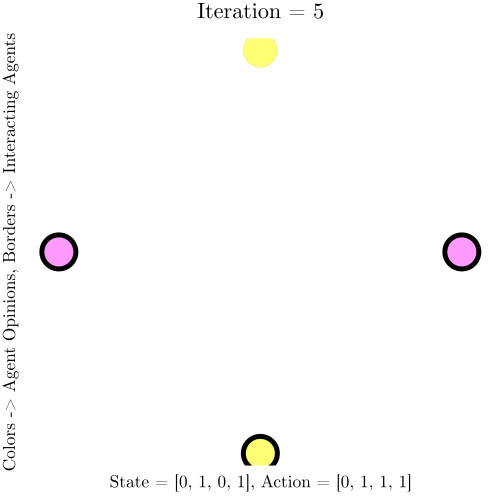 Iteration = 5
Colors -> Agent Opinions, Borders -> Interacting Agents
State = [0, 1, 0, 1], Action = [0, 1, 1, 1]